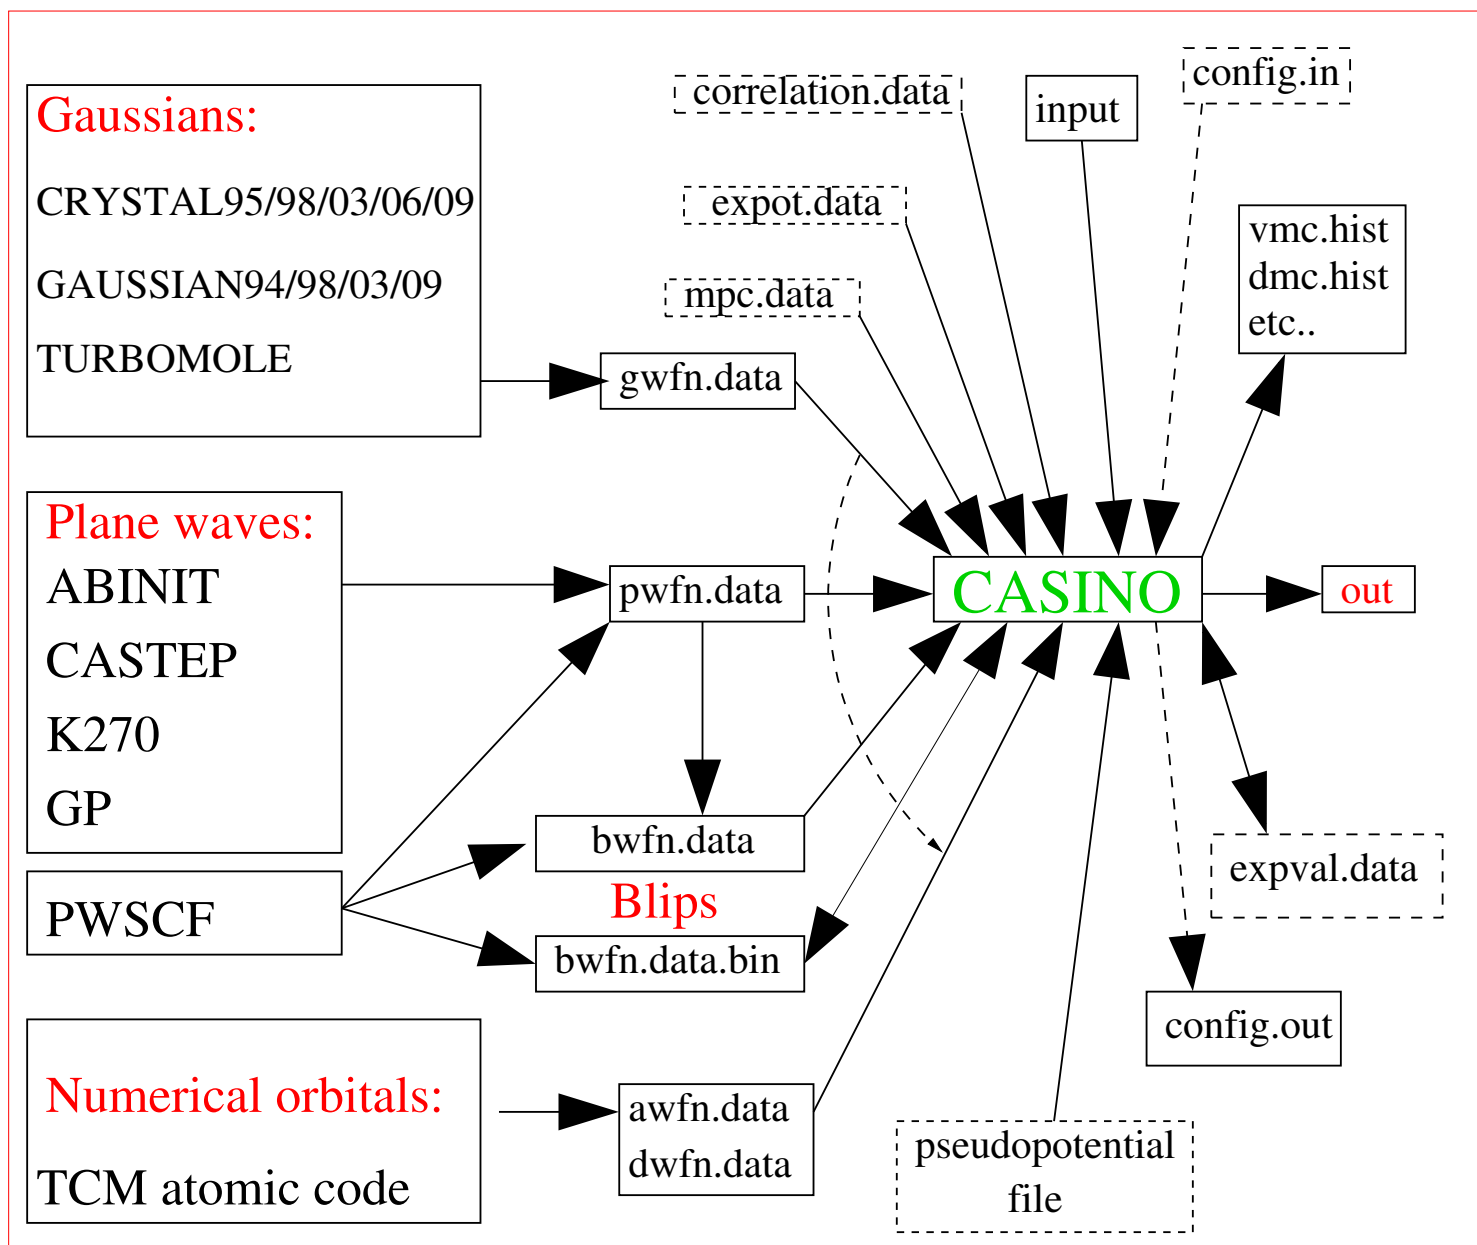 Gaussians:
CRYSTAL95/98/03/06/09
GAUSSIAN94/98/03/09
TURBOMOLE
Plane waves:
ABINIT
CASTEP
K270
GP
PWSCF
Numerical orbitals:
TCM atomic code
correlation.data
expot.data
mpc.data
gwfn.data
pwfn.data
bwfn.data
Blips
bwfn.data.bin
awfn.data
dwfn.data
input
config.in
vmc.hist
dmc.hist
etc..
CASINO
out
expval.data
config.out
pseudopotential
file